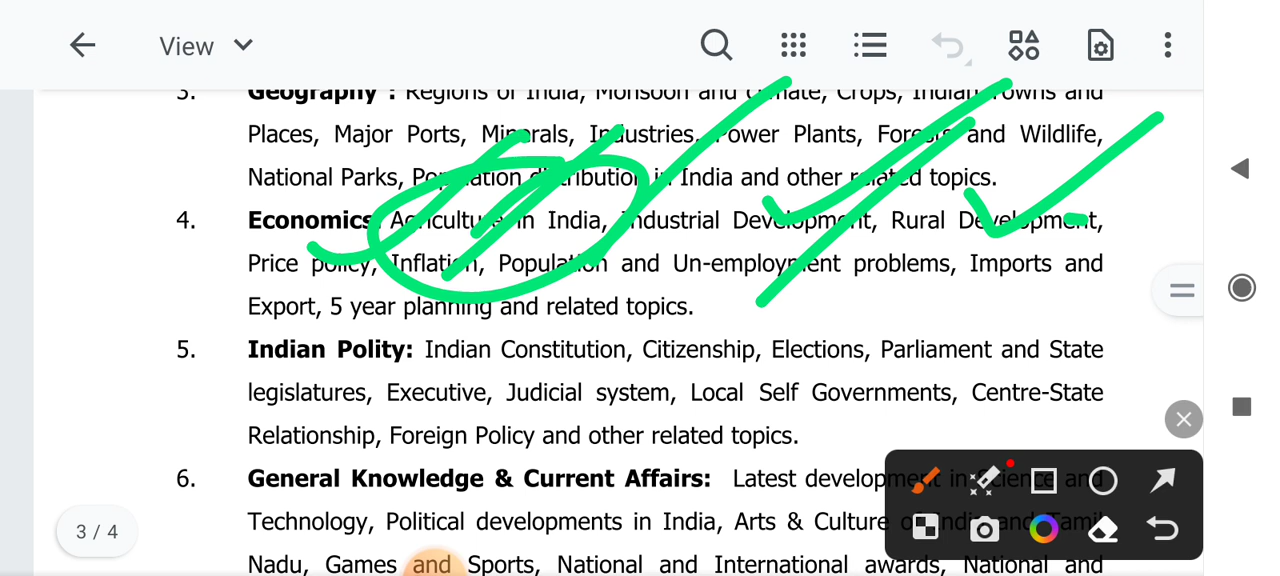 View
3. Geography : Regions of India, Monsoon and climate, Crops, Indian Towns and
Places, Major Ports, Minerals, Industries, Power Plants, Forests and Wildlife,
National Parks, Population distribution in India and other related topics.
4. Economics: Agriculture in India, Industrial Development, Rural Development,
Price policy, Inflation, Population and Un-employment problems, Imports and
Export, 5 year planning and related topics.
5. Indian Polity: Indian Constitution, Citizenship, Elections, Parliament and State
legislatures, Executive, Judicial system, Local Self Governments, Centre-State
Relationship, Foreign Policy and other related topics.
6. General Knowledge & Current Affairs: Latest development in Science and
Technology, Political developments in India, Arts & Culture of India and Tamil
Nadu, Games and Sports, National and International awards, National and
3 / 4